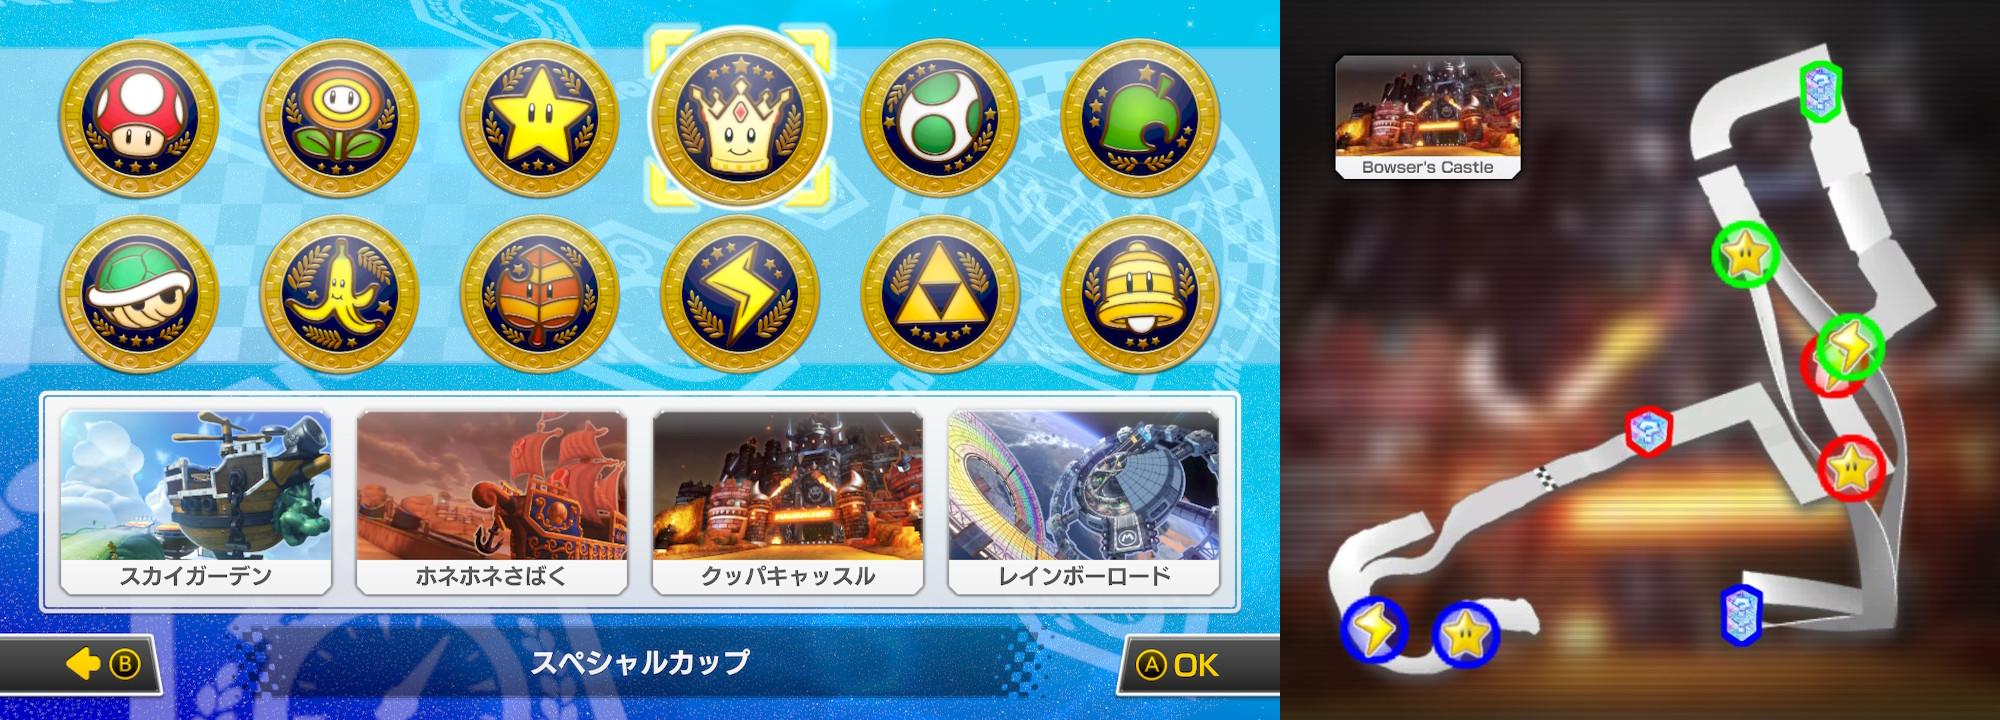 スカイガーデン
ホネホネさばく
クッパキャッスル
レインボーロード
B
スペシャルカップ
A OK
Bowser's Castle